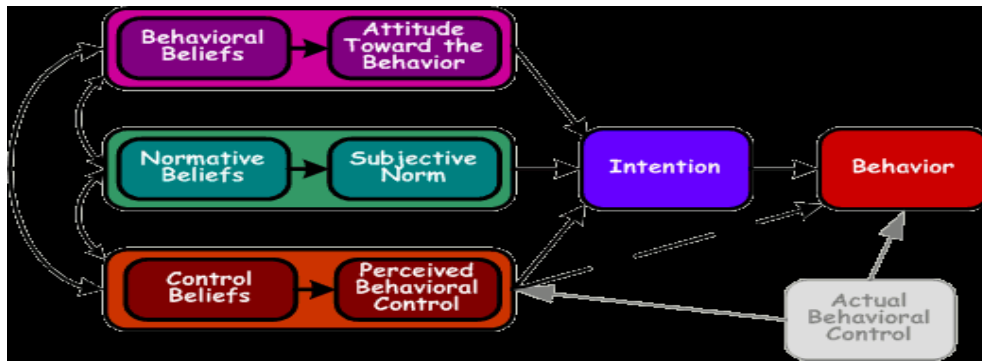 Behavioral
Beliefs
Attitude
Toward the
Behavior
Normative
Beliefs
Subjective
Norm
Intention
Behavior
Control
Beliefs
Perceived
Behavioral
Control
Actual
Behavioral
Control